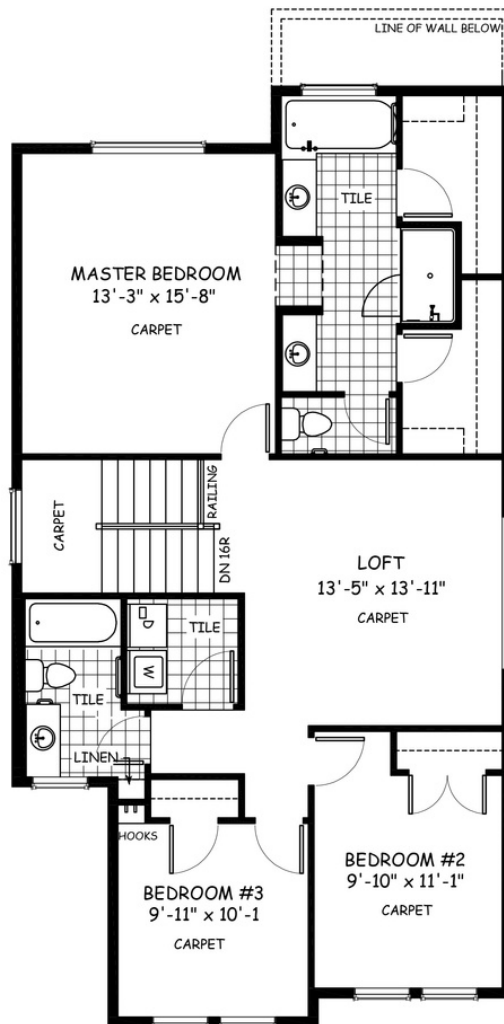 LINE OF WALL BELOW
TILE
MASTER BEDROOM
13'-3" x 15'-8"
CARPET
CARPET
RAILING
DN 16R
LOFT
13'-5" x 13'-11"
CARPET
D
TILE
W
TILE
LINEN
HOOKS
BEDROOM #2
9'-10" x 11'-1"
CARPET
BEDROOM #3
9'-11" x 10'-1
CARPET